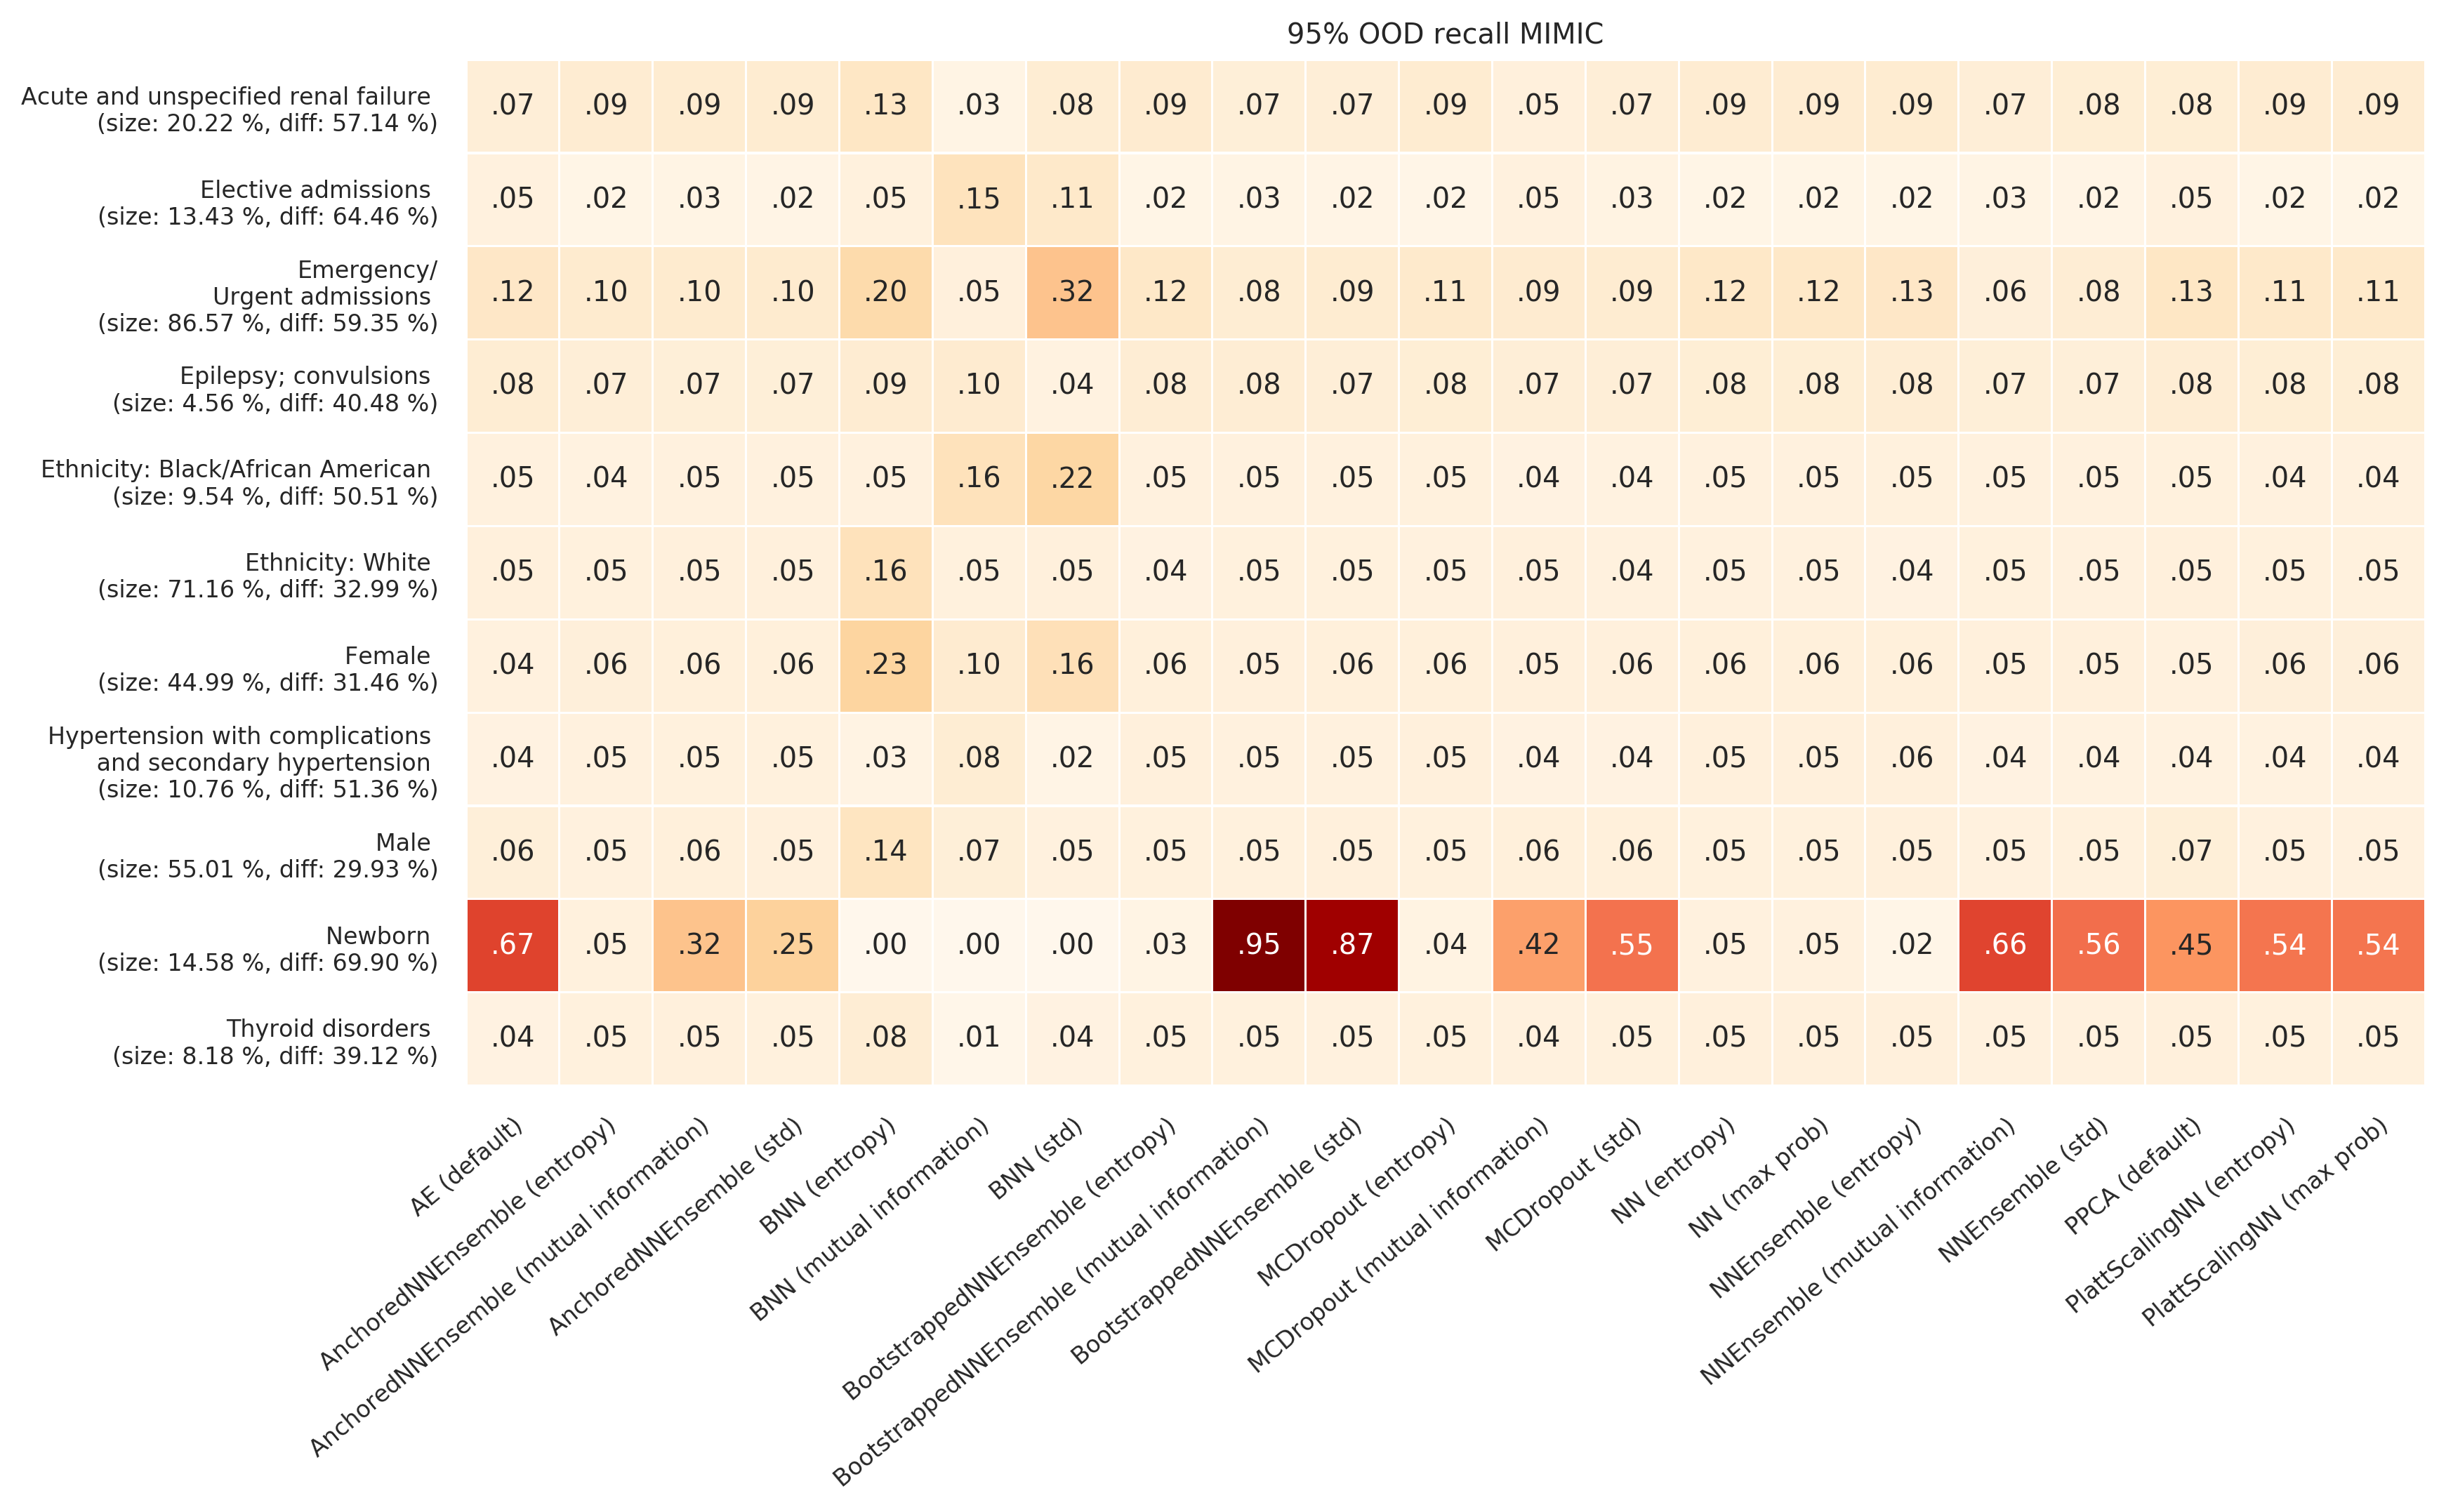 95% OOD recall MIMIC
Acute and unspecified renal failure
(size: 20.22 %, diff: 57.14 %)
.07 .09 .09 .09 .13 .03 .08 .09 .07 .07 .09 .05 .07 .09 .09 .09 .07 .08 .08 .09 .09
Elective admissions
(size: 13.43 %, diff: 64.46 %)
.05 .02 .03 .02 .05 .15 .11 .02 .03 .02 .02 .05 .03 .02 .02 .02 .03 .02 .05 .02 .02
Emergency/
Urgent admissions
(size: 86.57 %, diff: 59.35 %)
.12 .10 .10 .10 .20 .05 .32 .12 .08 .09 .11 .09 .09 .12 .12 .13 .06 .08 .13 .11 .11
Epilepsy; convulsions
(size: 4.56 %, diff: 40.48 %)
.08 .07 .07 .07 .09 .10 .04 .08 .08 .07 .08 .07 .07 .08 .08 .08 .07 .07 .08 .08 .08
Ethnicity: Black/African American
(size: 9.54 %, diff: 50.51 %)
.05 .04 .05 .05 .05 .16 .22 .05 .05 .05 .05 .04 .04 .05 .05 .05 .05 .05 .05 .04 .04
Ethnicity: White
(size: 71.16 %, diff: 32.99 %)
.05 .05 .05 .05 .16 .05 .05 .04 .05 .05 .05 .05 .04 .05 .05 .04 .05 .05 .05 .05 .05
Female
(size: 44.99 %, diff: 31.46 %)
.04 .06 .06 .06 .23 .10 .16 .06 .05 .06 .06 .05 .06 .06 .06 .06 .05 .05 .05 .06 .06
Hypertension with complications
and secondary hypertension
(size: 10.76 %, diff: 51.36 %)
.04 .05 .05 .05 .03 .08 .02 .05 .05 .05 .05 .04 .04 .05 .05 .06 .04 .04 .04 .04 .04
Male
(size: 55.01 %, diff: 29.93 %)
.06 .05 .06 .05 .14 .07 .05 .05 .05 .05 .05 .06 .06 .05 .05 .05 .05 .05 .07 .05 .05
Newborn
(size: 14.58 %, diff: 69.90 %)
.67 .05 .32 .25 .00 .00 .00 .03 .95 .87 .04 .42 .55 .05 .05 .02 .66 .56 .45 .54 .54
Thyroid disorders
(size: 8.18 %, diff: 39.12 %)
.04 .05 .05 .05 .08 .01 .04 .05 .05 .05 .05 .04 .05 .05 .05 .05 .05 .05 .05 .05 .05
AE (default)
AnchoredNNEnsemble (entropy)
AnchoredNNEnsemble (mutual information)
AnchoredNNEnsemble (std)
BNN (entropy)
BNN (mutual information)
BNN (std)
BootstrappedNNEnsemble (entropy)
BootstrappedNNEnsemble (mutual information)
BootstrappedNNEnsemble (std)
MCDropout (entropy)
MCDropout (mutual information)
MCDropout (std)
NN (entropy)
NN (max prob)
NNEnsemble (entropy)
NNEnsemble (mutual information)
NNEnsemble (std)
PPCA (default)
PlattScalingNN (entropy)
PlattScalingNN (max prob)